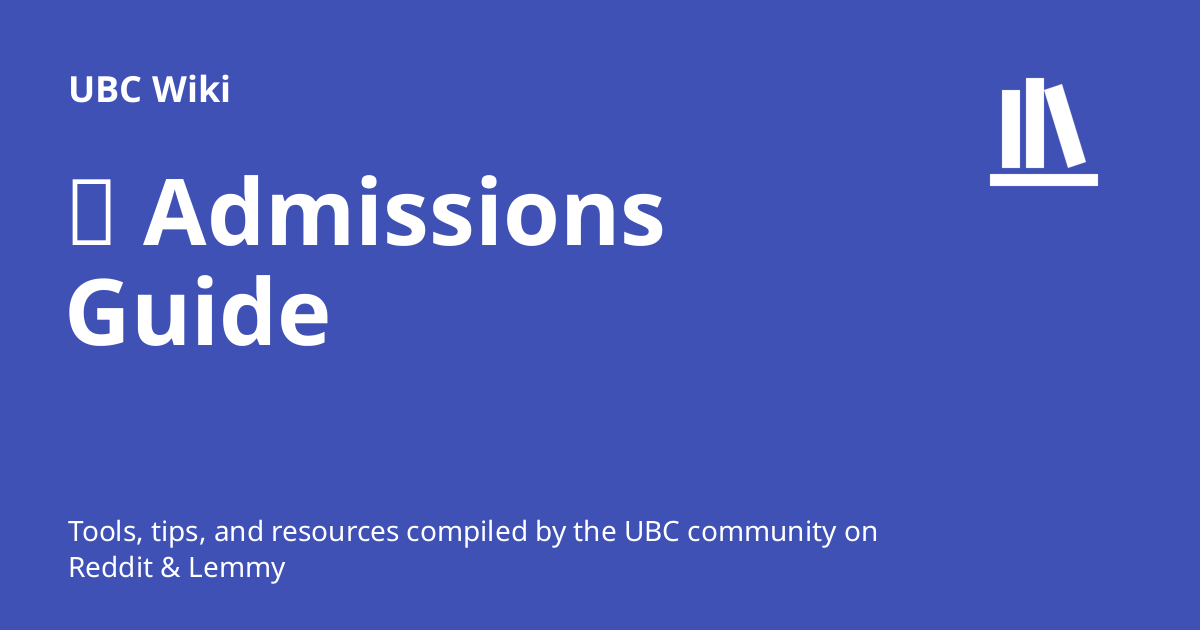 UBC Wiki
Admissions
Guide
Tools, tips, and resources compiled by the UBC community on
Reddit & Lemmy